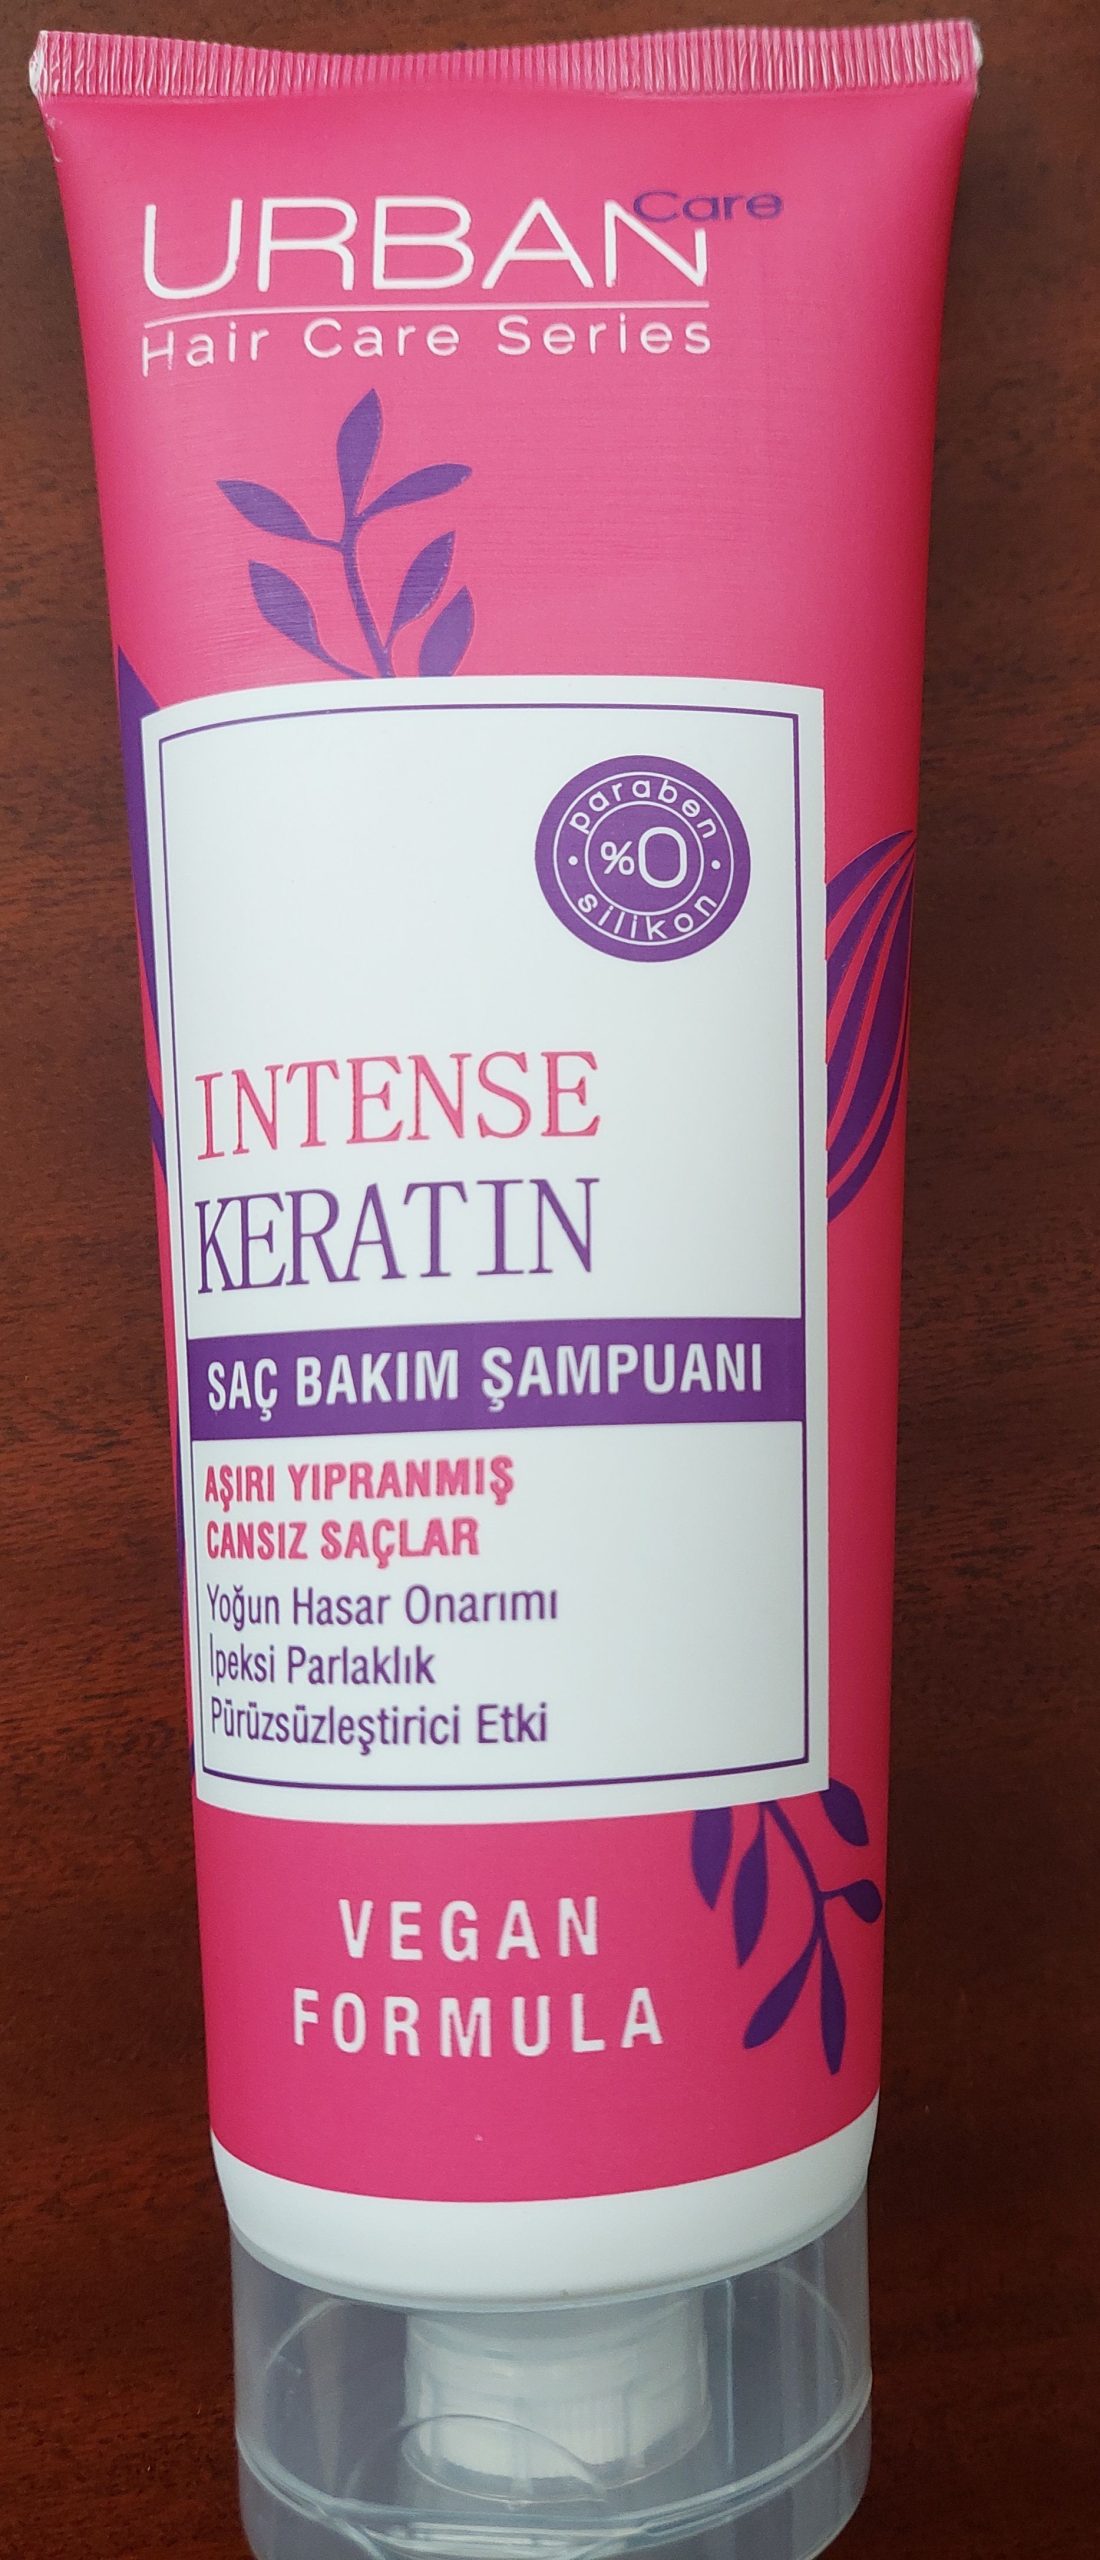 URBAN Care
Hair Care Series
paraben
%0
silikon
INTENSE
KERATIN
SAÇ BAKIM ŞAMPUANI
AŞIRI YIPRANMIŞ
CANSIZ SAÇLAR
Yoğun Hasar Onarımı
İpeksi Parlaklık
Pürüzsüzleştirici Etki
VEGAN
FORMULA